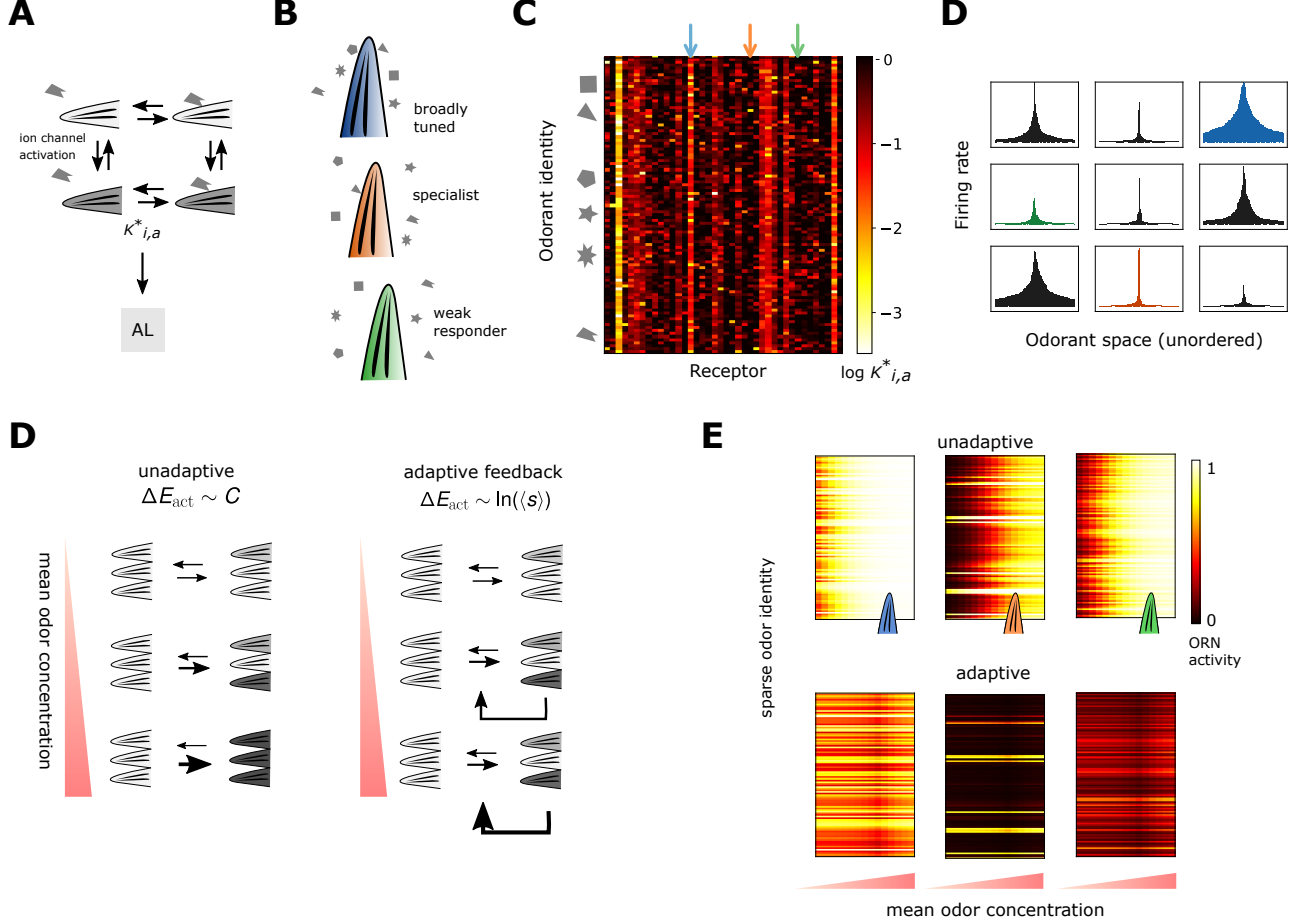 A
ion channel
activation
K*i,a
AL
B
broadly
tuned
specialist
weak
responder
C
Odorant identity
Receptor
0
−1
−2
−3
log K*i,a
D
Firing rate
Odorant space (unordered)
D
unadaptive
ΔEact ∼ C
adaptive feedback
ΔEact ∼ ln(⟨s⟩)
mean odor concentration
E
unadaptive
sparse odor identity
1
0
ORN
activity
adaptive
mean odor concentration